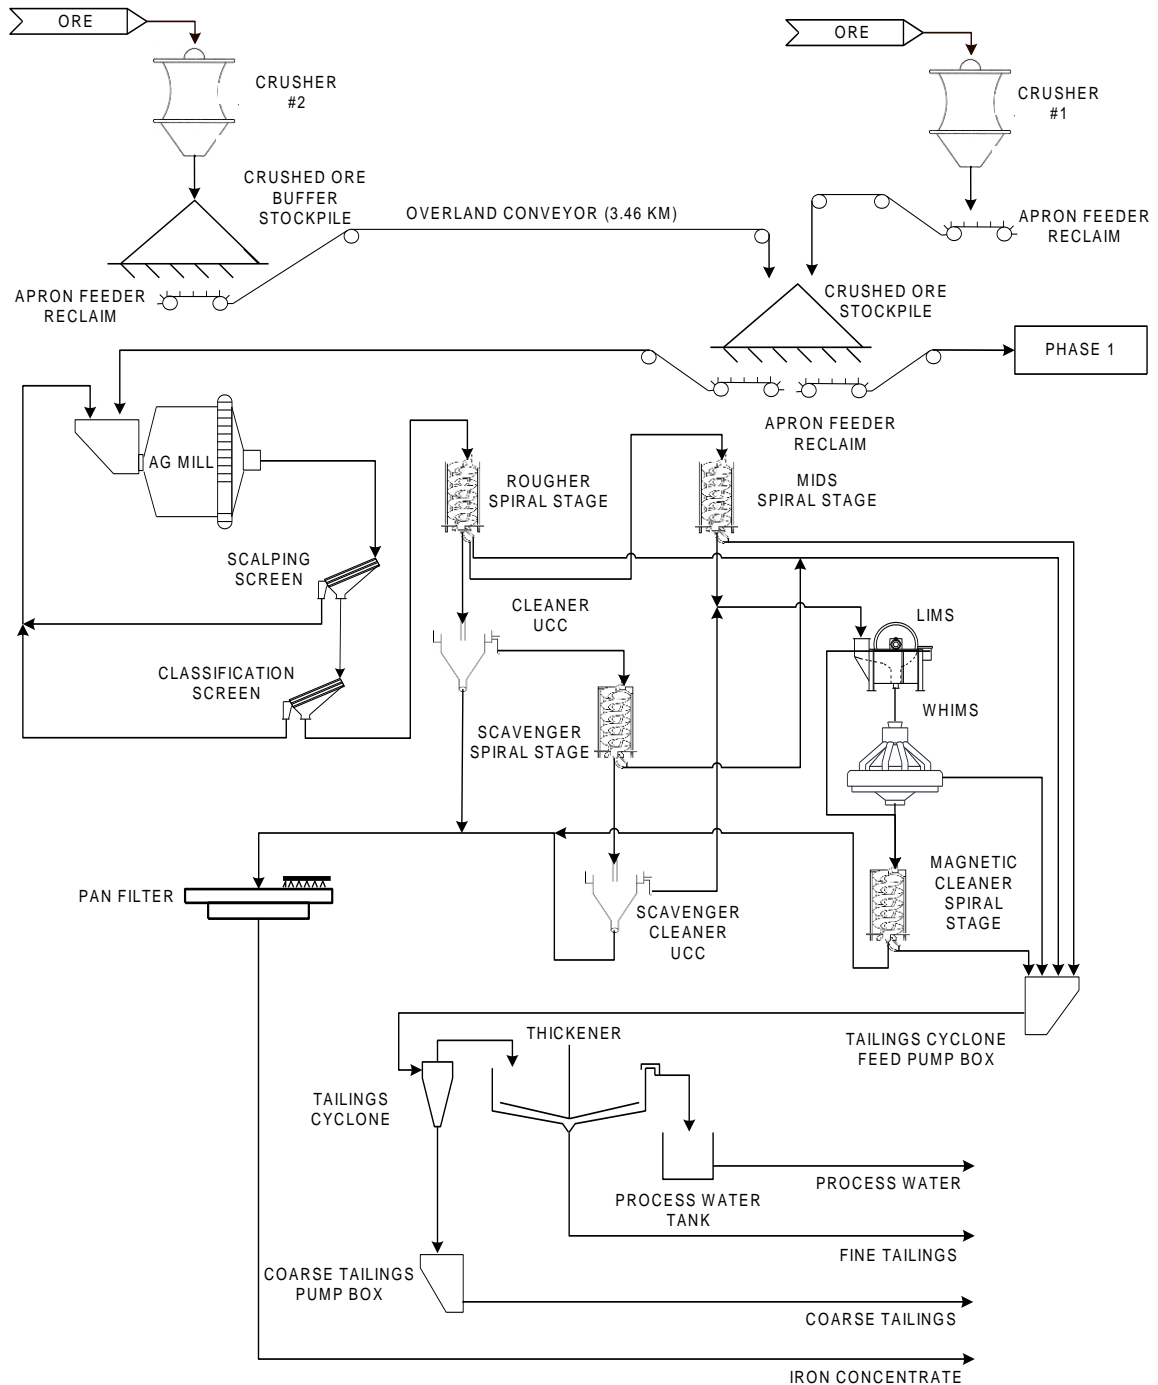 ORE
ORE
CRUSHER
#2
CRUSHER
#1
CRUSHED ORE
BUFFER
STOCKPILE
OVERLAND CONVEYOR (3.46 KM)
APRON FEEDER
RECLAIM
APRON FEEDER
RECLAIM
CRUSHED ORE
STOCKPILE
PHASE 1
APRON FEEDER
RECLAIM
AG MILL
ROUGHER
SPIRAL STAGE
MIDS
SPIRAL STAGE
SCALPING
SCREEN
CLEANER
UCC
LIMS
CLASSIFICATION
SCREEN
WHIMS
SCAVENGER
SPIRAL STAGE
MAGNETIC
CLEANER
SPIRAL
STAGE
PAN FILTER
SCAVENGER
CLEANER
UCC
THICKENER
TAILINGS CYCLONE
FEED PUMP BOX
TAILINGS
CYCLONE
PROCESS WATER
TANK
PROCESS WATER
FINE TAILINGS
COARSE TAILINGS
PUMP BOX
COARSE TAILINGS
IRON CONCENTRATE